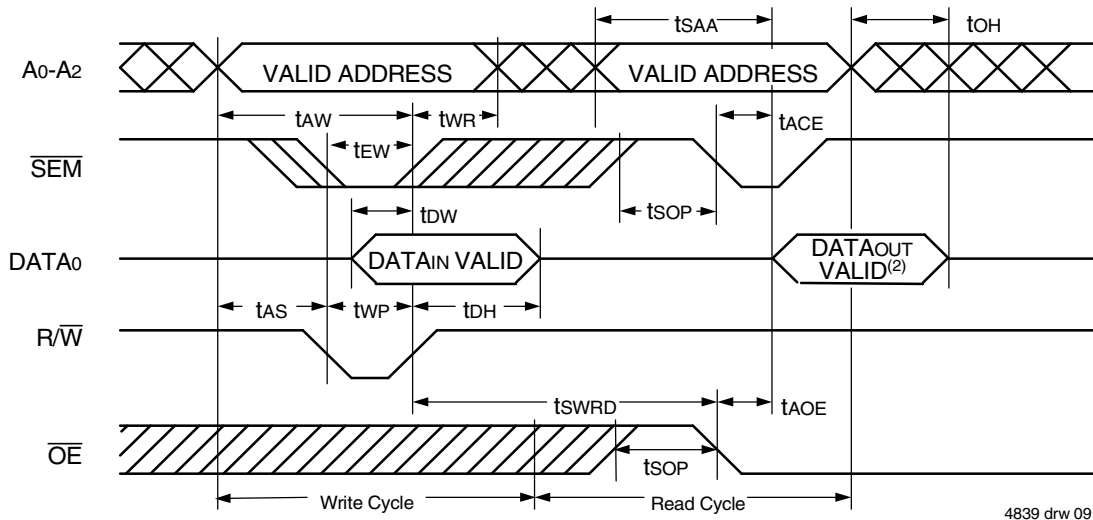 tSAA
tOH
A0-A2
VALID ADDRESS
VALID ADDRESS
tAW
tWR
tACE
tEW
SEM
tSOP
tDW
DATA0
DATAIN VALID
DATAOUT
VALID(2)
tAS
tWP
tDH
R/W
tSWRD
tAOE
OE
tSOP
Write Cycle
Read Cycle
4839 drw 09